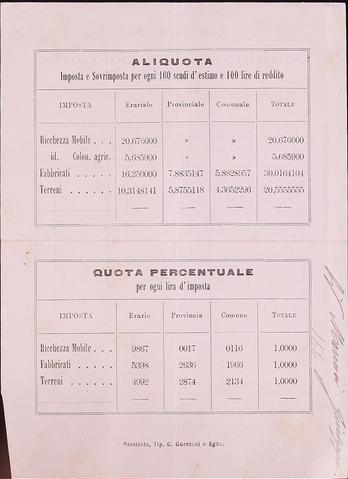 ALIQUOTA
Imposta e Sovrimposta per ogni 100 scudi d'estimo e 100 lire di reddito
IMPOSTA Erariale Provinciale Comunale TOTALE
Ricchezza Mobile . . . 20,676000 » » 20,676000
id. Colon. agric. 5,685900 » » 5,685900
Fabbricati . . . . . 16,250000 7,8835147 5,8828957 30,0164104
Terreni . . . . . . 10,3148141 5,8755118 4,3652296 20,5555555
QUOTA PERCENTUALE
per ogni lira d'imposta
IMPOSTA Erario Provincia Comune TOTALE
Ricchezza Mobile . . . 9867 0017 0116 1,0000
Fabbricati . . . . . 5398 2636 1966 1,0000
Terreni . . . . . . 4992 2874 2134 1,0000
Persiceto, Tip. C. Guerzoni e figlio.